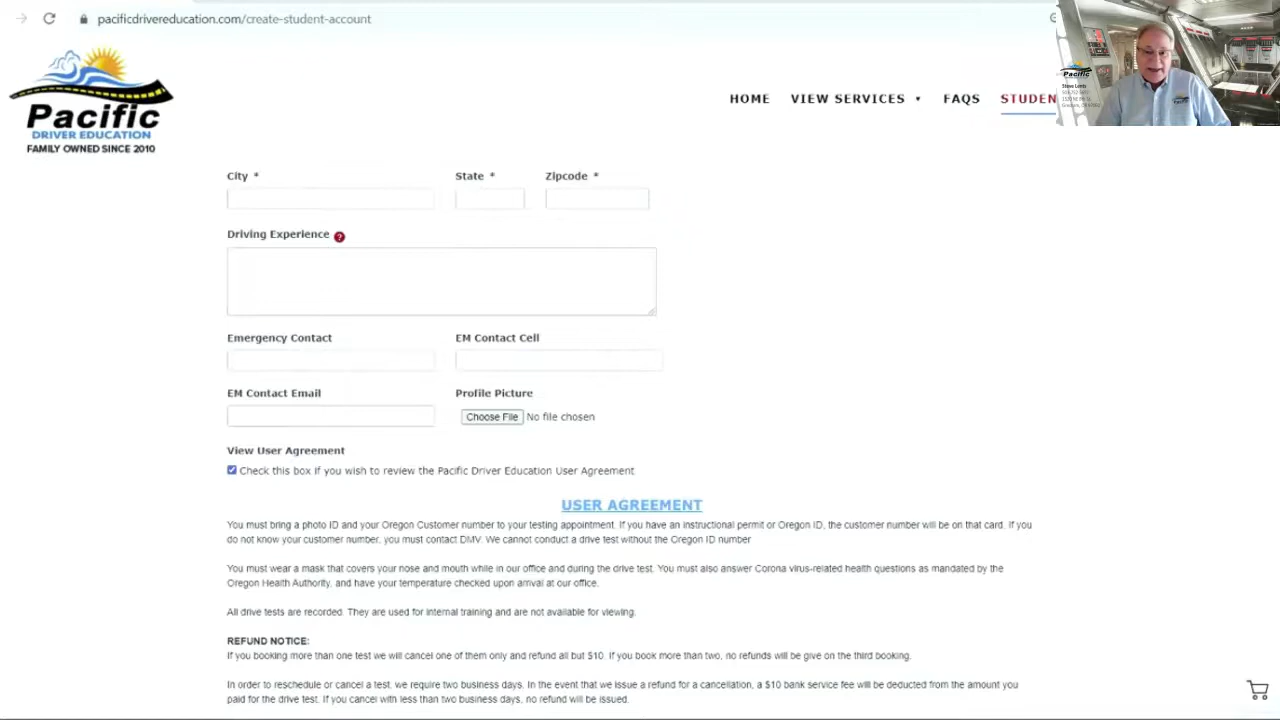 pacificdrivereducation.com/create-student-account
Pacific
DRIVER EDUCATION
FAMILY OWNED SINCE 2010
HOME VIEW SERVICES FAQS STUDEN
Pacific
Steve Lents
City * State * Zipcode *
Driving Experience ?
Emergency Contact EM Contact Cell
EM Contact Email Profile Picture
Choose File No file chosen
View User Agreement
Check this box if you wish to review the Pacific Driver Education User Agreement
USER AGREEMENT
You must bring a photo ID and your Oregon Customer number to your testing appointment. If you have an instructional permit or Oregon ID, the customer number will be on that card. If you
do not know your customer number, you must contact DMV. We cannot conduct a drive test without the Oregon ID number
You must wear a mask that covers your nose and mouth while in our office and during the drive test. You must also answer Corona virus-related health questions as mandated by the
Oregon Health Authority, and have your temperature checked upon arrival at our office.
All drive tests are recorded. They are used for internal training and are not available for viewing.
REFUND NOTICE:
If you booking more than one test we will cancel one of them only and refund all but $10. If you book more than two, no refunds will be give on the third booking.
In order to reschedule or cancel a test, we require two business days. In the event that we issue a refund for a cancellation, a $10 bank service fee will be deducted from the amount you
paid for the drive test. If you cancel with less than two business days, no refund will be issued.